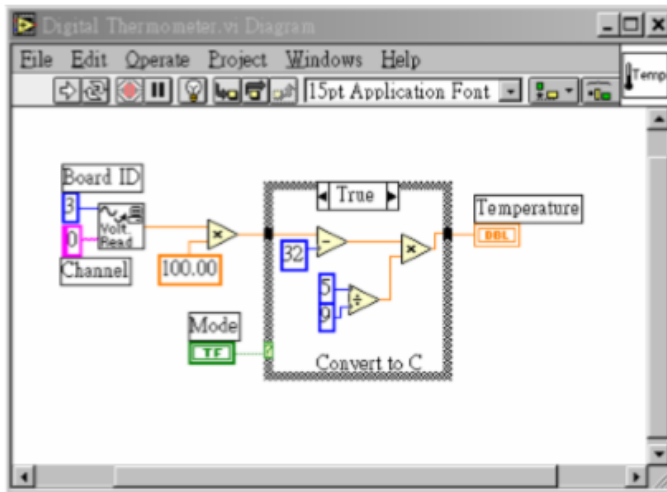 Digital Thermometer.vi Diagram
File Edit Operate Project Windows Help
15pt Application Font
Temp
Board ID
3
Volt
Read
0
Channel
100.00
True
32
5
9
Convert to C
Mode
TF
Temperature
DBL